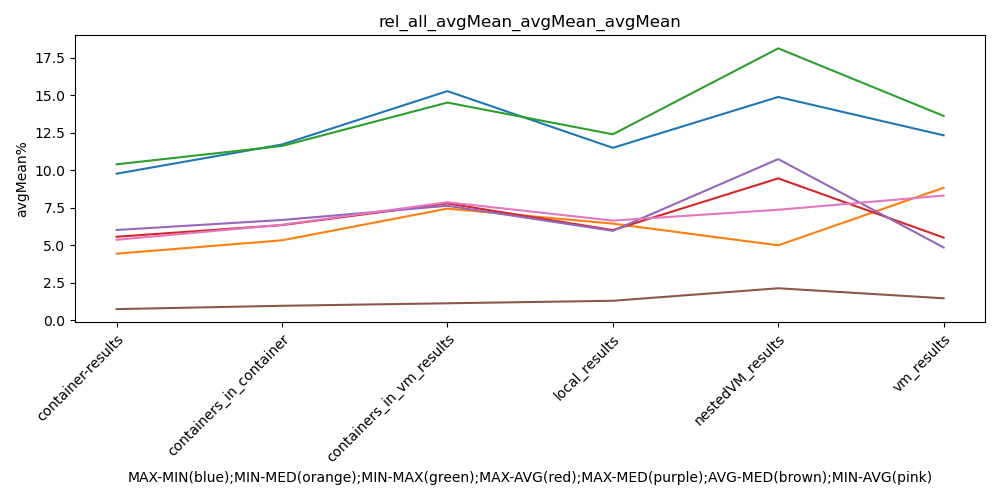 rel_all_avgMean_avgMean_avgMean
avgMean%
17.5
15.0
12.5
10.0
7.5
5.0
2.5
0.0
container-results
containers_in_container
containers_in_vm_results
local_results
nestedVM_results
vm_results
MAX-MIN(blue);MIN-MED(orange);MIN-MAX(green);MAX-AVG(red);MAX-MED(purple);AVG-MED(brown);MIN-AVG(pink)